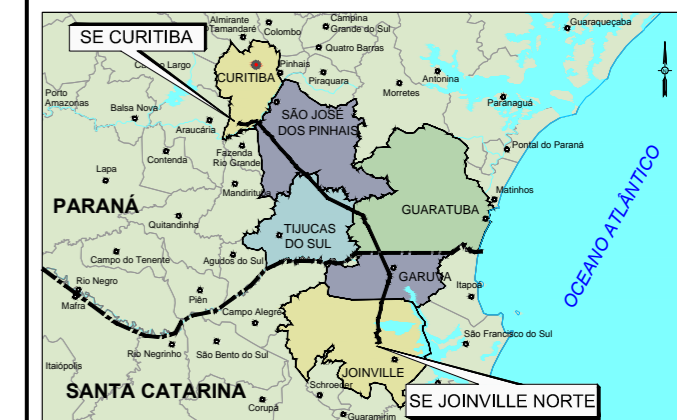 Almirante
Tamandaré
Colombo
Campina
Grande do Sul
Guaraqueçaba
SE CURITIBA
Quatro Barras
Largo
Pinhais
CURITIBA
Piraquara
Antonina
Porto
Amazonas
Morretes
Balsa Nova
Paranaguá
SÃO JOSÉ
DOS PINHAIS
Araucária
Pontal do Paraná
Contenda
Fazenda
Rio Grande
Lapa
Mandirituba
Matinhos
PARANÁ
GUARATUBA
OCEANO ATLÂNTICO
Quitandinha
TIJUCAS
DO SUL
Campo do Tenente
Agudos do Sul
Rio Negro
GARUVA
Itapoá
Mafra
Piên
Campo Alegre
São Francisco do Sul
Rio Negrinho
São Bento do Sul
Itaiópolis
JOINVILLE
SANTA CATARINA
Schroeder
SE JOINVILLE NORTE
Corupá
Guaramirim